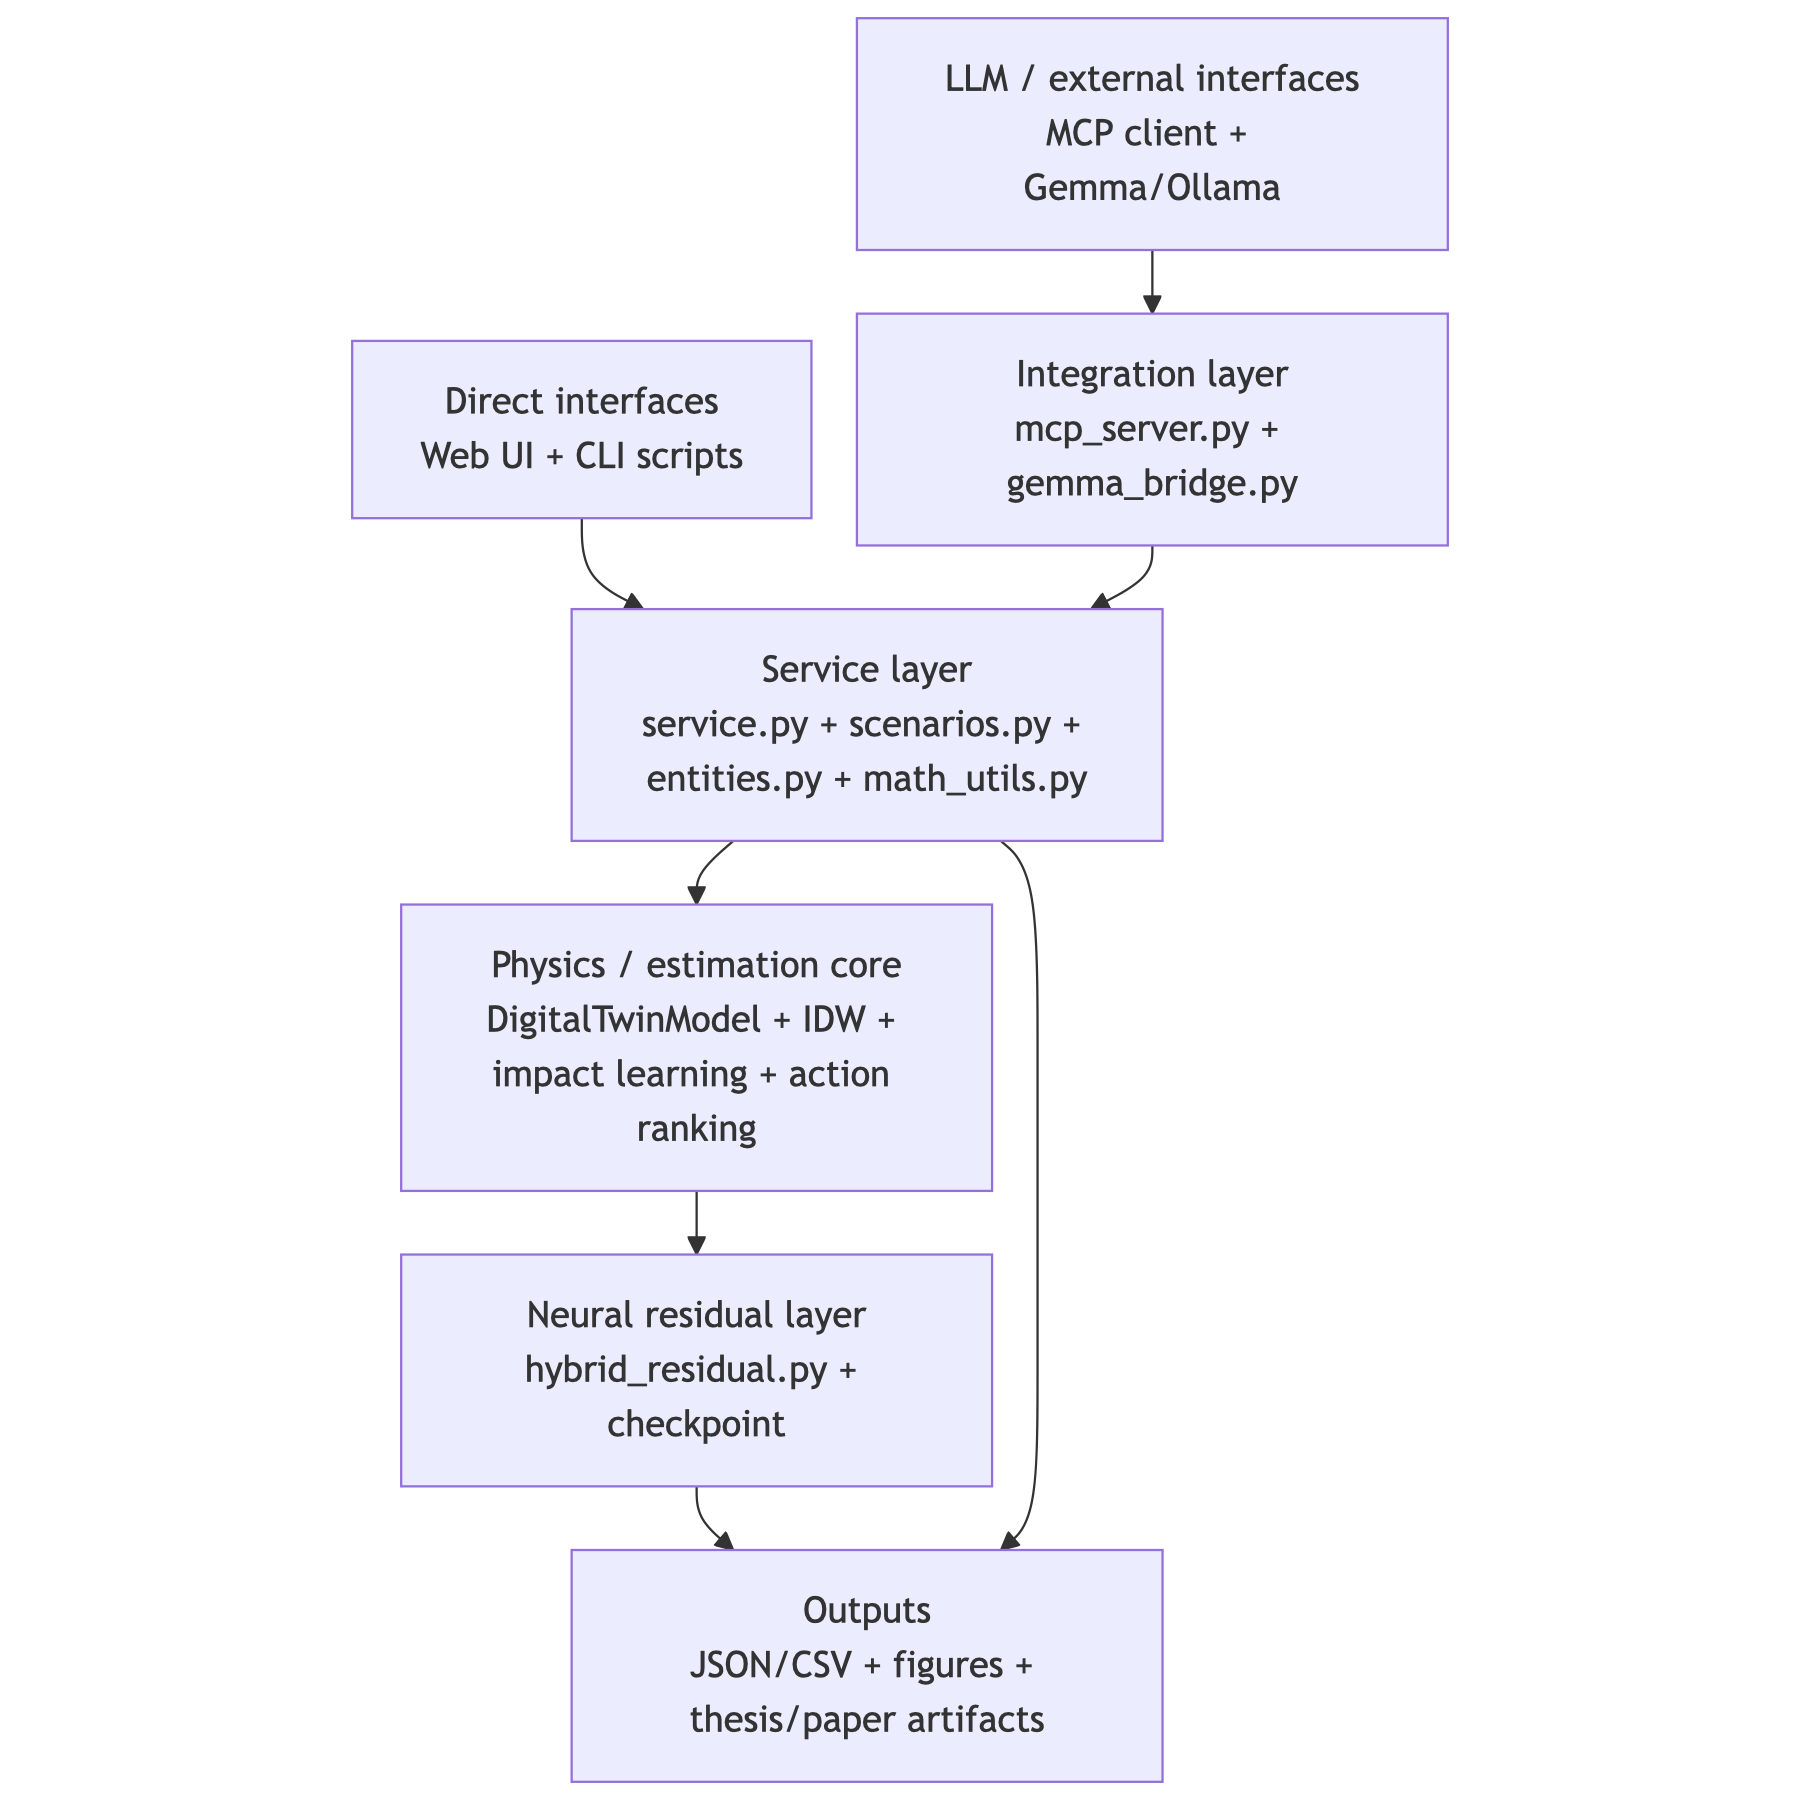 LLM / external interfaces
MCP client +
Gemma/Ollama
Integration layer
mcp_server.py +
gemma_bridge.py
Direct interfaces
Web UI + CLI scripts
Service layer
service.py + scenarios.py +
entities.py + math_utils.py
Physics / estimation core
DigitalTwinModel + IDW +
impact learning + action
ranking
Neural residual layer
hybrid_residual.py +
checkpoint
Outputs
JSON/CSV + figures +
thesis/paper artifacts